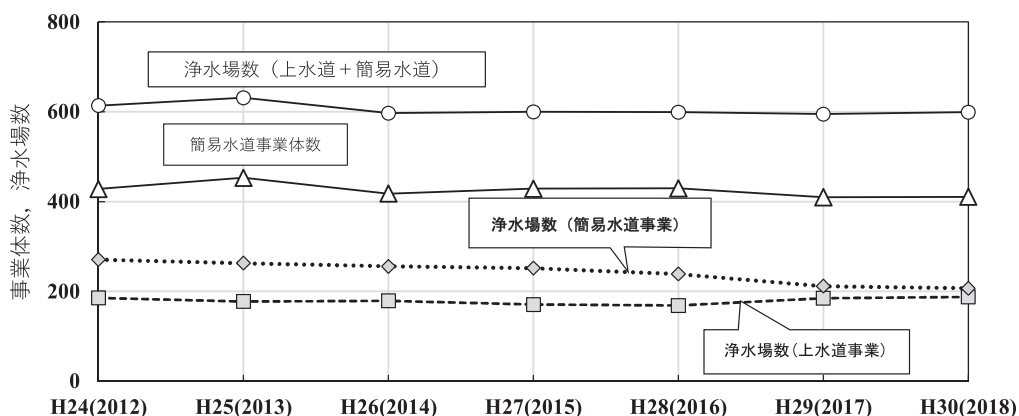 事業体数，浄水場数
800
600
400
200
0
浄水場数（上水道＋簡易水道）
簡易水道事業体数
浄水場数（簡易水道事業）
浄水場数（上水道事業）
H24(2012) H25(2013) H26(2014) H27(2015) H28(2016) H29(2017) H30(2018)